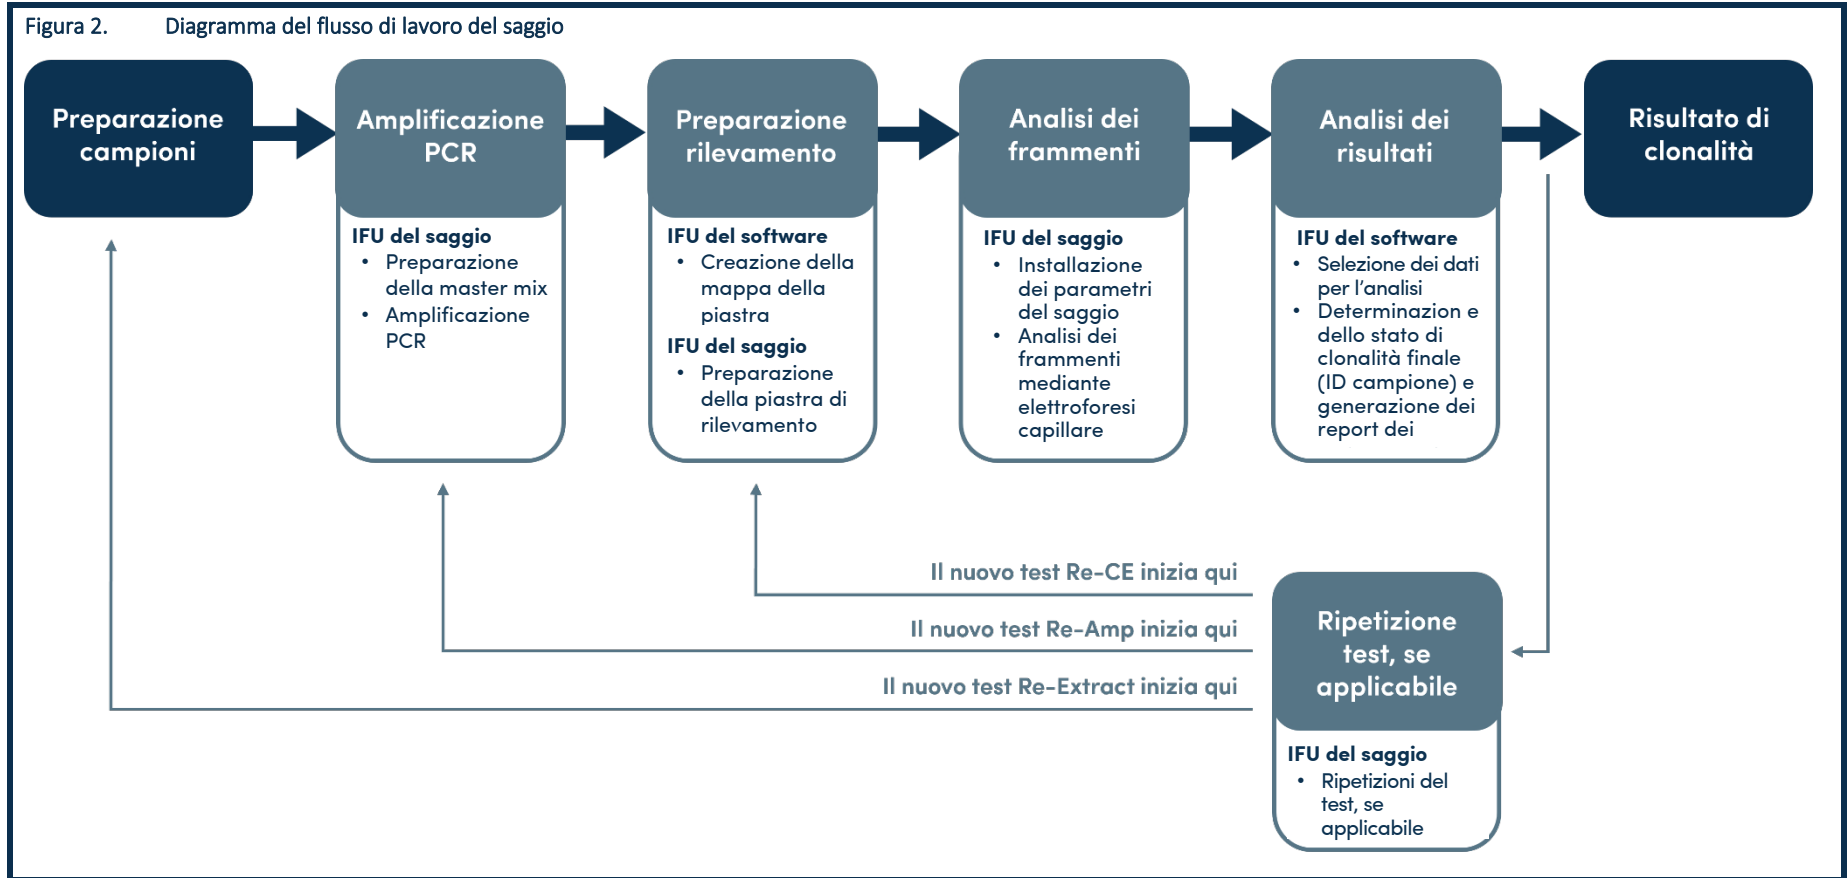 Figura 2. Diagramma del flusso di lavoro del saggio
Preparazione
campioni
Amplificazione
PCR
IFU del saggio
• Preparazione
della master mix
• Amplificazione
PCR
Preparazione
rilevamento
IFU del software
• Creazione della
mappa della
piastra
IFU del saggio
• Preparazione
della piastra di
rilevamento
Analisi dei
frammenti
IFU del saggio
• Installazione
dei parametri
del saggio
• Analisi dei
frammenti
mediante
elettroforesi
capillare
Analisi dei
risultati
IFU del software
• Selezione dei dati
per l'analisi
• Determinazion e
dello stato di
clonalità finale
(ID campione) e
generazione dei
report dei
Risultato di
clonalità
Il nuovo test Re-CE inizia qui
Il nuovo test Re-Amp inizia qui
Il nuovo test Re-Extract inizia qui
Ripetizione
test, se
applicabile
IFU del saggio
• Ripetizioni del
test, se
applicabile